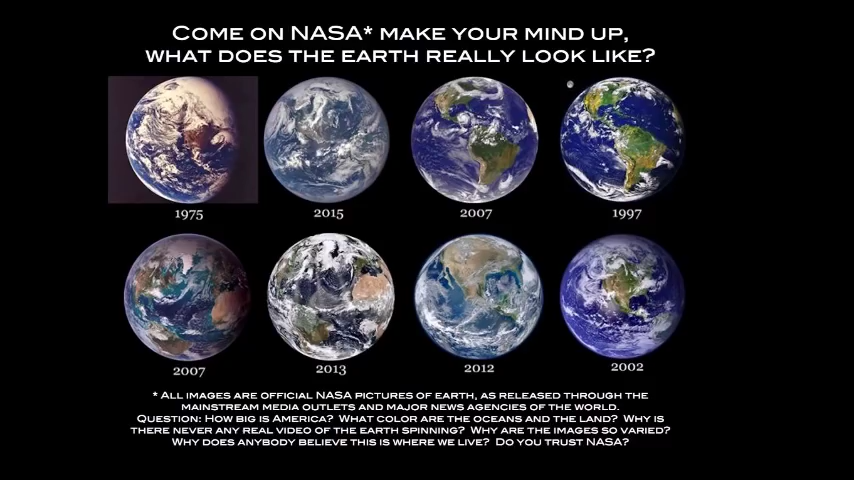 Come on NASA* make your mind up,
what does the earth really look like?
1975
2015
2007
1997
2007
2013
2012
2002
* All images are official NASA pictures of earth, as released through the
mainstream media outlets and major news agencies of the world.
Question: How big is America? What color are the oceans and the land? Why is
there never any real video of the earth spinning? Why are the images so varied?
Why does anybody believe this is where we live? Do you trust NASA?